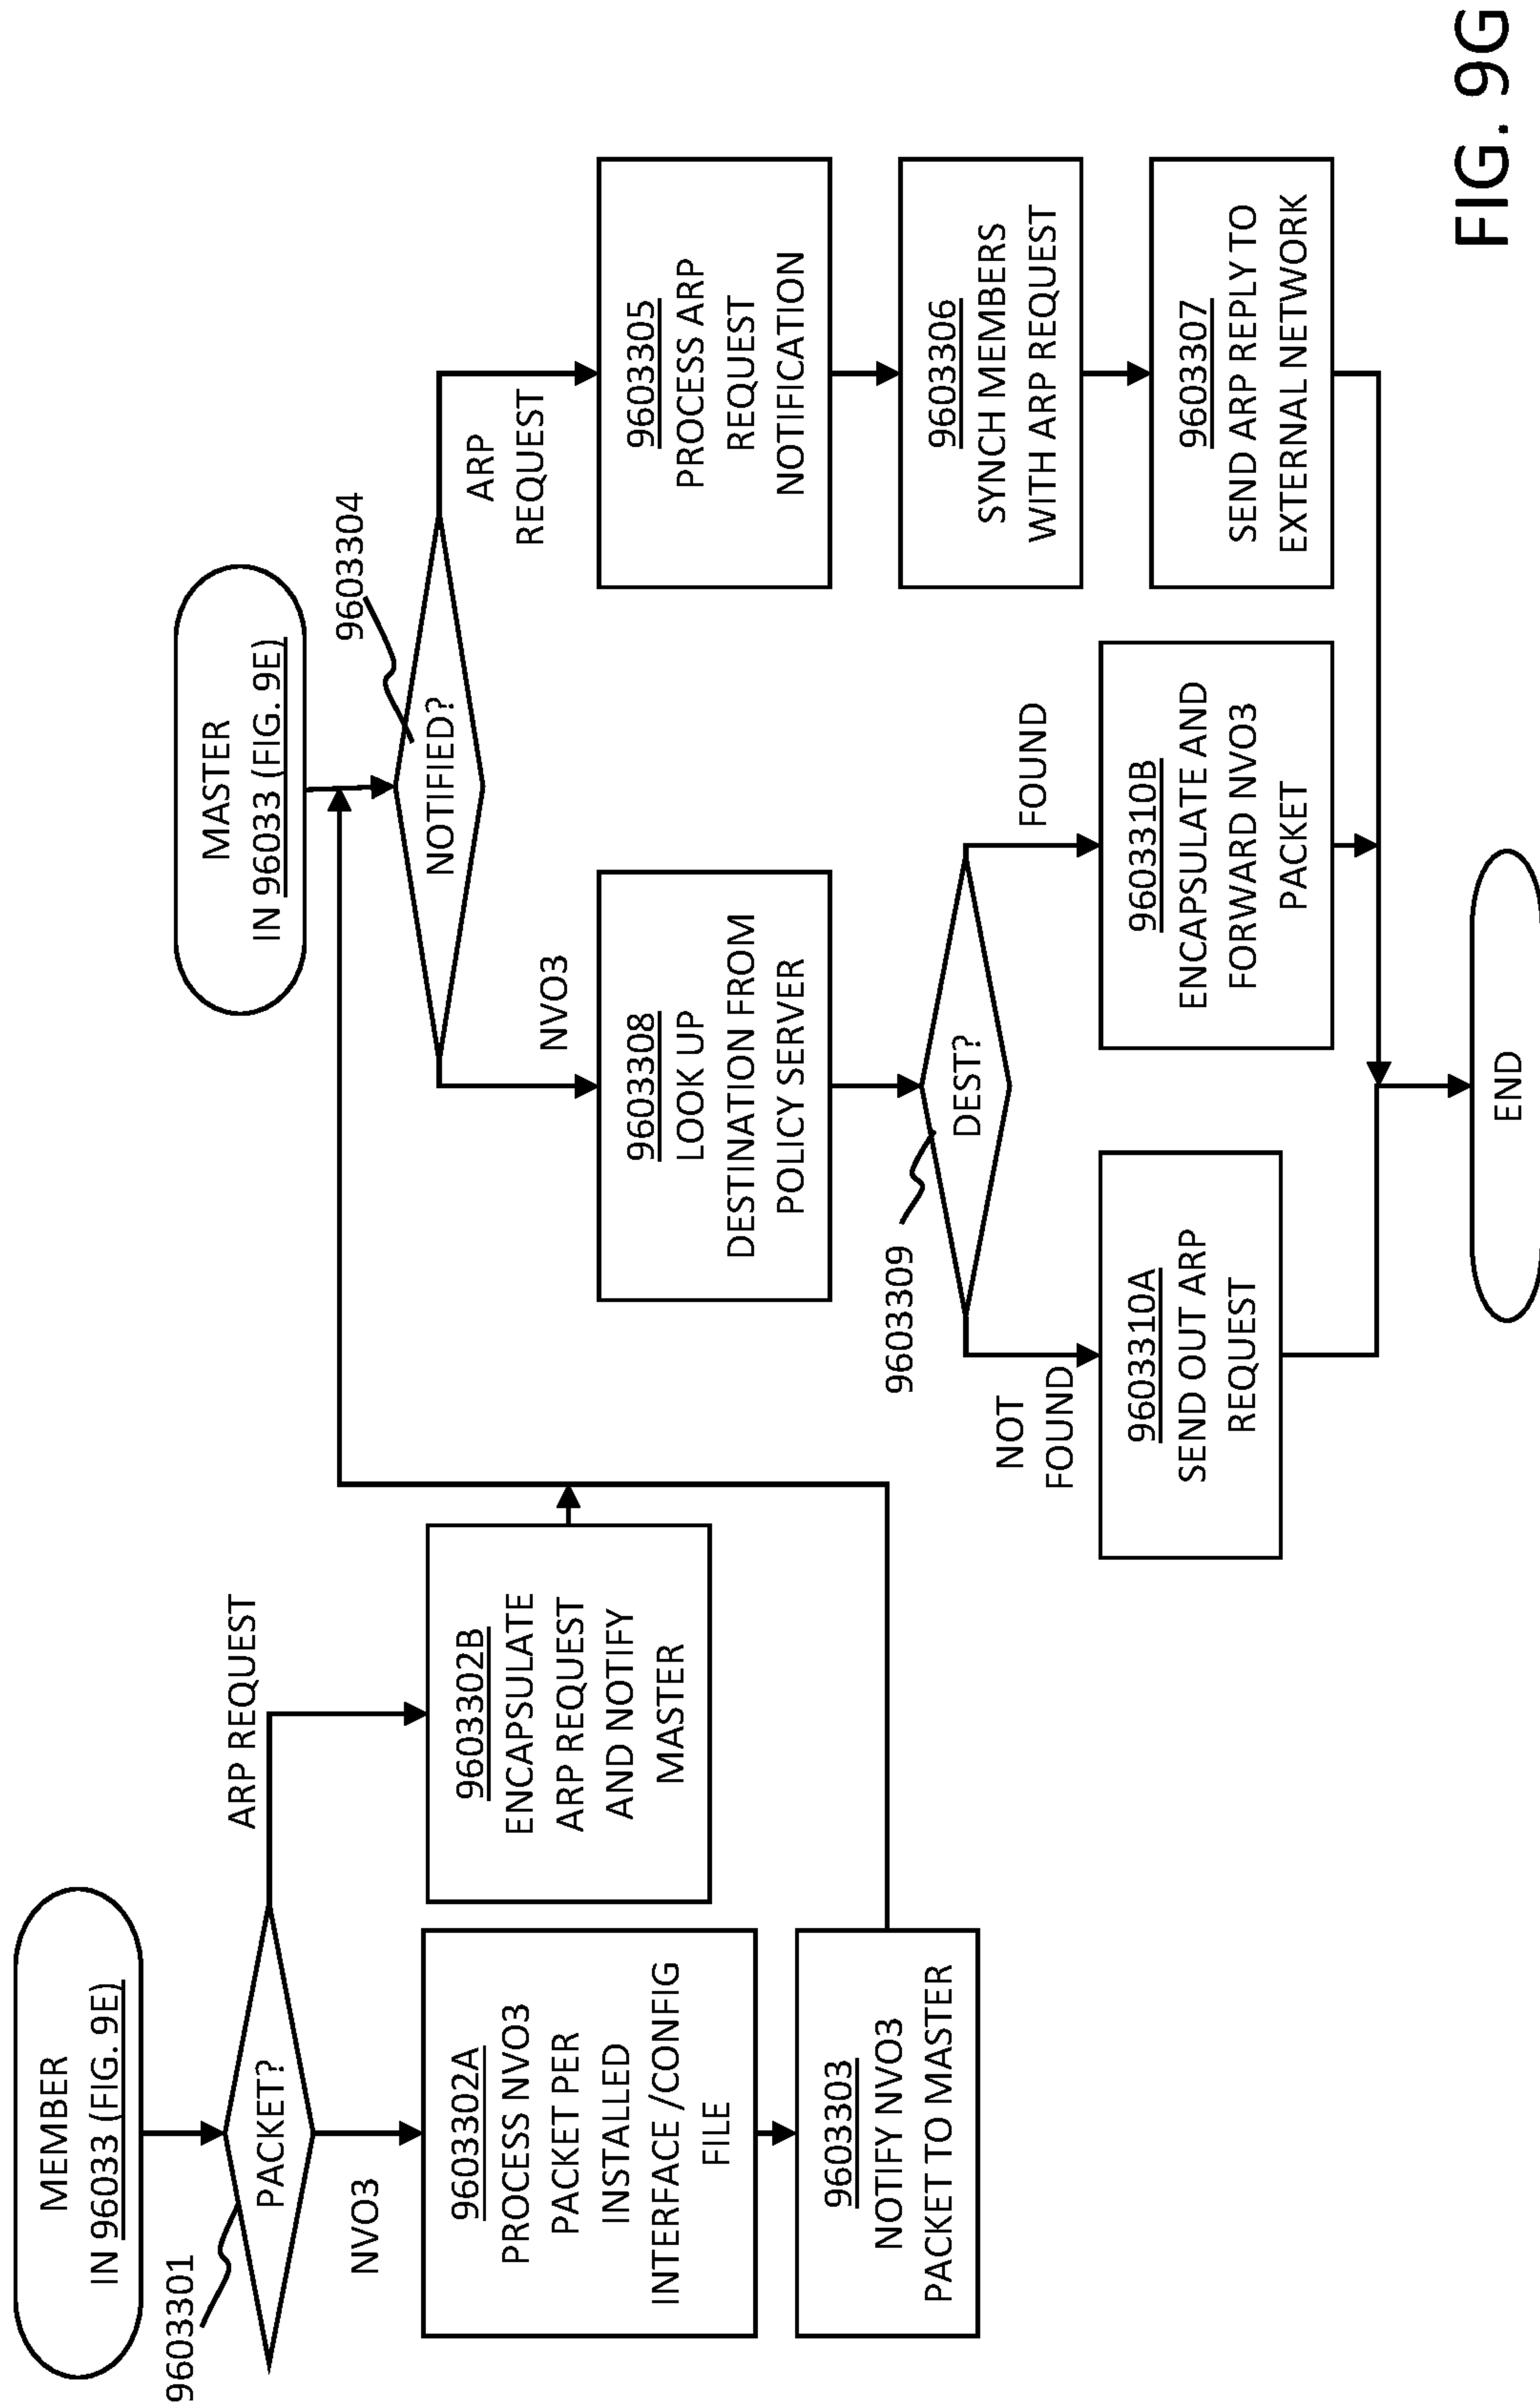 MEMBER
IN 96033 (FIG. 9E)
9603301
PACKET?
ARP REQUEST
NVO3
9603302A
PROCESS NVO3
PACKET PER
INSTALLED
INTERFACE /CONFIG
FILE
9603302B
ENCAPSULATE
ARP REQUEST
AND NOTIFY
MASTER
9603303
NOTIFY NVO3
PACKET TO MASTER
MASTER
IN 96033 (FIG. 9E)
9603304
NOTIFIED?
NVO3
ARP
REQUEST
9603308
LOOK UP
DESTINATION FROM
POLICY SERVER
9603305
PROCESS ARP
REQUEST
NOTIFICATION
9603309
DEST?
NOT
FOUND
FOUND
9603306
SYNCH MEMBERS
WITH ARP REQUEST
9603310A
SEND OUT ARP
REQUEST
9603310B
ENCAPSULATE AND
FORWARD NVO3
PACKET
9603307
SEND ARP REPLY TO
EXTERNAL NETWORK
END
FIG. 9G